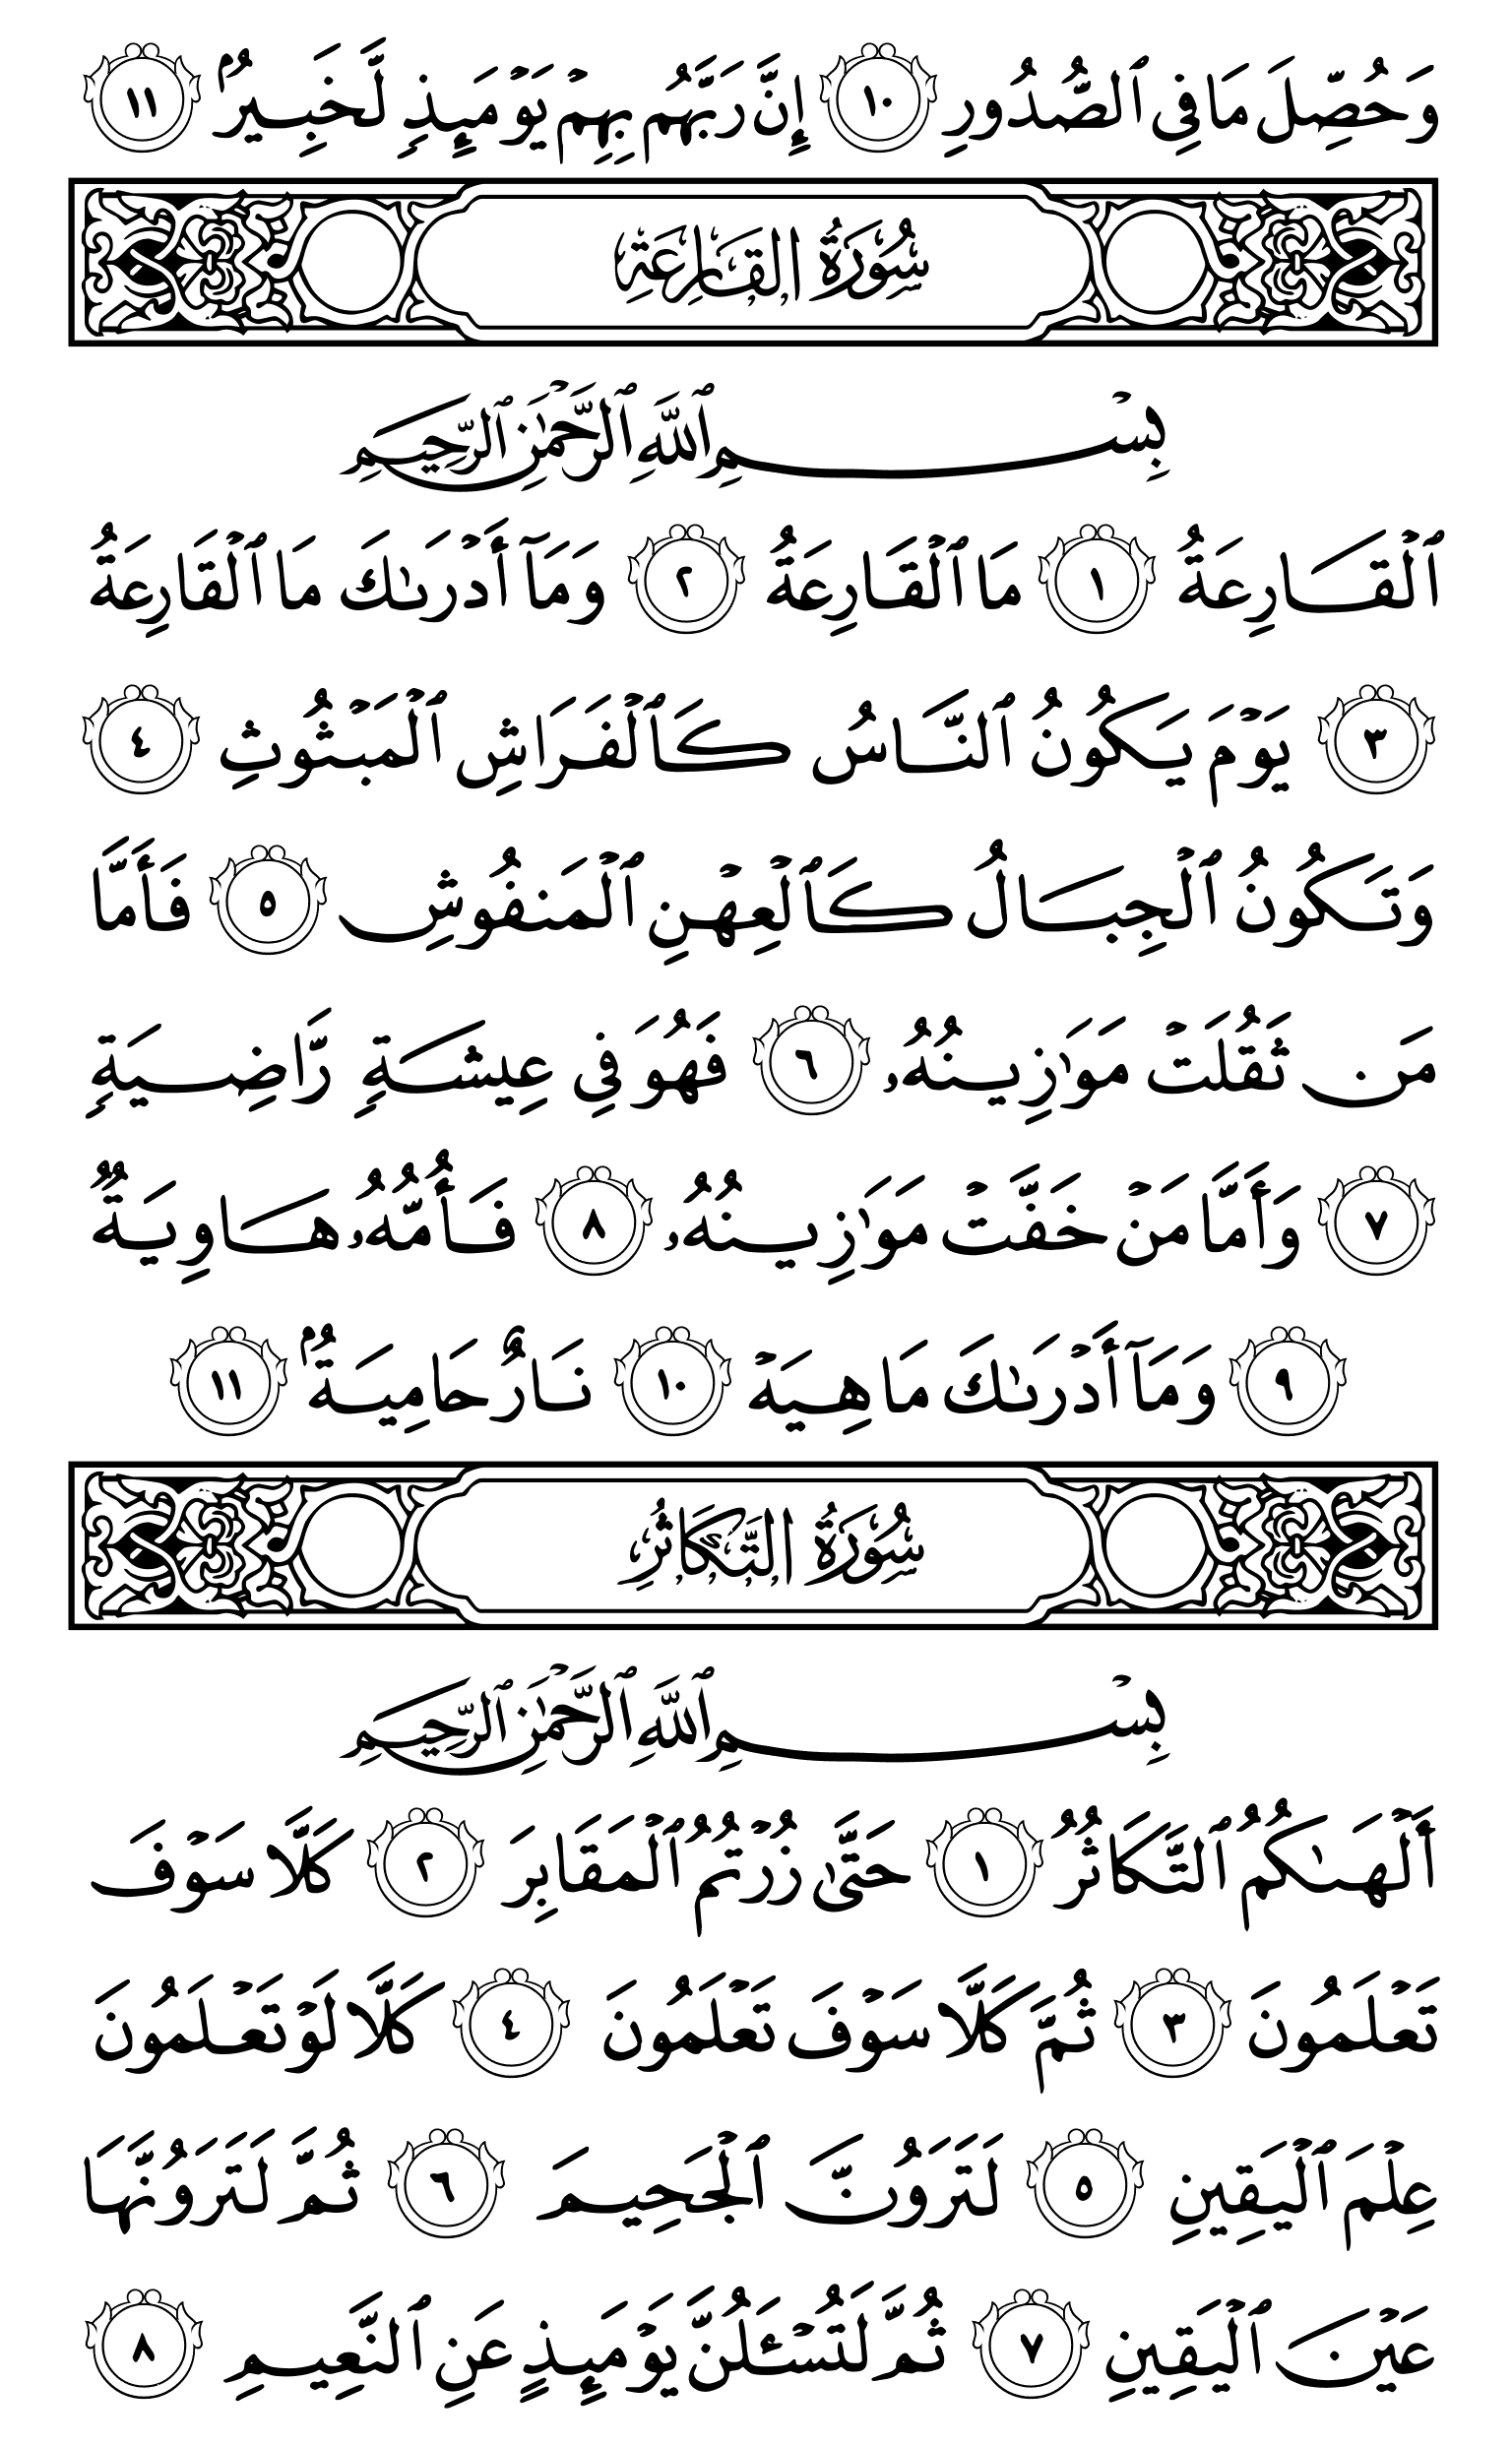 وَحُصِّلَ مَا فِي ٱلصُّدُورِ ١٠ إِنَّ رَبَّهُم بِهِمۡ يَوۡمَئِذٖ لَّخَبِيرُۢ ١١
سُورَةُ القَارِعَةِ
بِسۡمِ ٱللَّهِ ٱلرَّحۡمَٰنِ ٱلرَّحِيمِ
ٱلۡقَارِعَةُ ١ مَا ٱلۡقَارِعَةُ ٢ وَمَآ أَدۡرَىٰكَ مَا ٱلۡقَارِعَةُ
٣ يَوۡمَ يَكُونُ ٱلنَّاسُ كَٱلۡفَرَاشِ ٱلۡمَبۡثُوثِ ٤
وَتَكُونُ ٱلۡجِبَالُ كَٱلۡعِهۡنِ ٱلۡمَنفُوشِ ٥ فَأَمَّا
مَن ثَقُلَتۡ مَوَٰزِينُهُۥ ٦ فَهُوَ فِي عِيشَةٖ رَّاضِيَةٖ
٧ وَأَمَّا مَنۡ خَفَّتۡ مَوَٰزِينُهُۥ ٨ فَأُمُّهُۥ هَاوِيَةٞ
٩ وَمَآ أَدۡرَىٰكَ مَا هِيَهۡ ١٠ نَارٌ حَامِيَةُۢ ١١
سُورَةُ التَّكَاثُرِ
بِسۡمِ ٱللَّهِ ٱلرَّحۡمَٰنِ ٱلرَّحِيمِ
أَلۡهَىٰكُمُ ٱلتَّكَاثُرُ ١ حَتَّىٰ زُرۡتُمُ ٱلۡمَقَابِرَ ٢ كَلَّا سَوۡفَ
تَعۡلَمُونَ ٣ ثُمَّ كَلَّا سَوۡفَ تَعۡلَمُونَ ٤ كَلَّا لَوۡ تَعۡلَمُونَ
عِلۡمَ ٱلۡيَقِينِ ٥ لَتَرَوُنَّ ٱلۡجَحِيمَ ٦ ثُمَّ لَتَرَوُنَّهَا
عَيۡنَ ٱلۡيَقِينِ ٧ ثُمَّ لَتُسۡـَٔلُنَّ يَوۡمَئِذٍ عَنِ ٱلنَّعِيمِ ٨